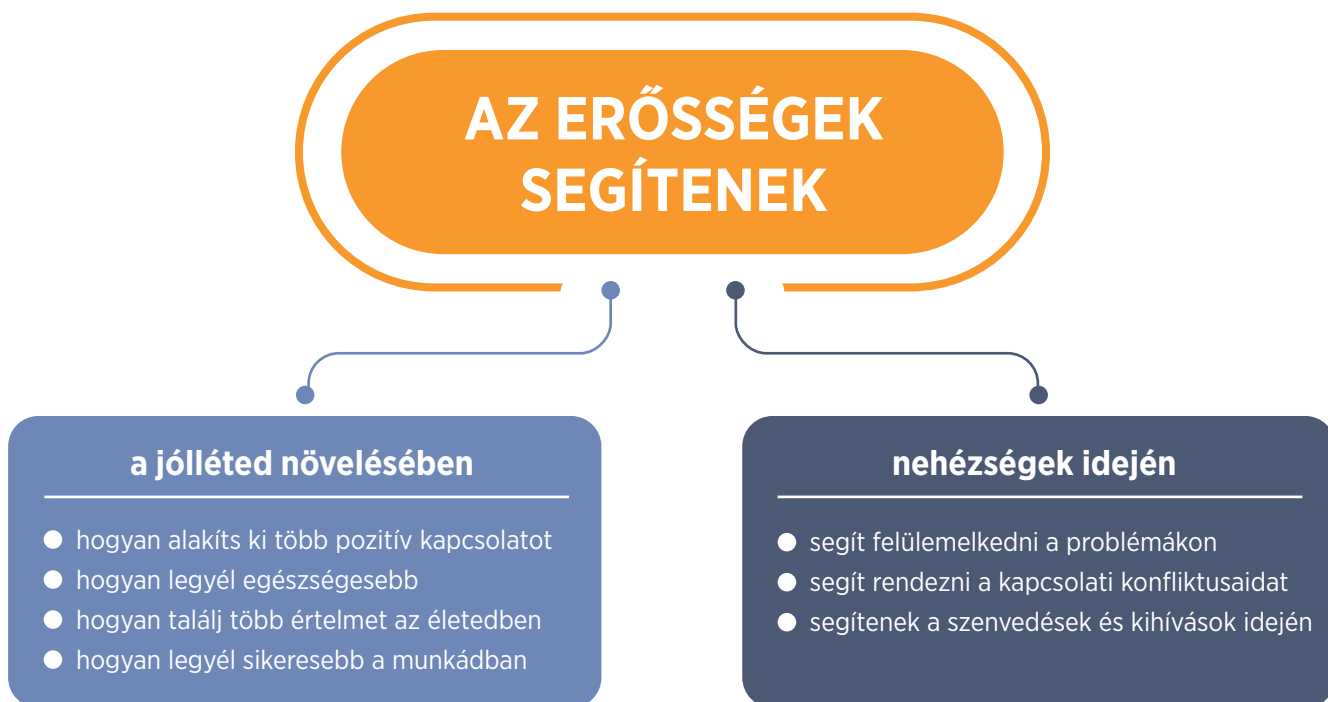 AZ ERŐSSÉGEK
SEGÍTENEK
a jólléted növelésében
hogyan alakíts ki több pozitív kapcsolatot
hogyan legyél egészségesebb
hogyan találj több értelmet az életedben
hogyan legyél sikeresebb a munkádban
nehézségek idején
segít felülemelkedni a problémákon
segít rendezni a kapcsolati konfliktusaidat
segítenek a szenvedések és kihívások idején